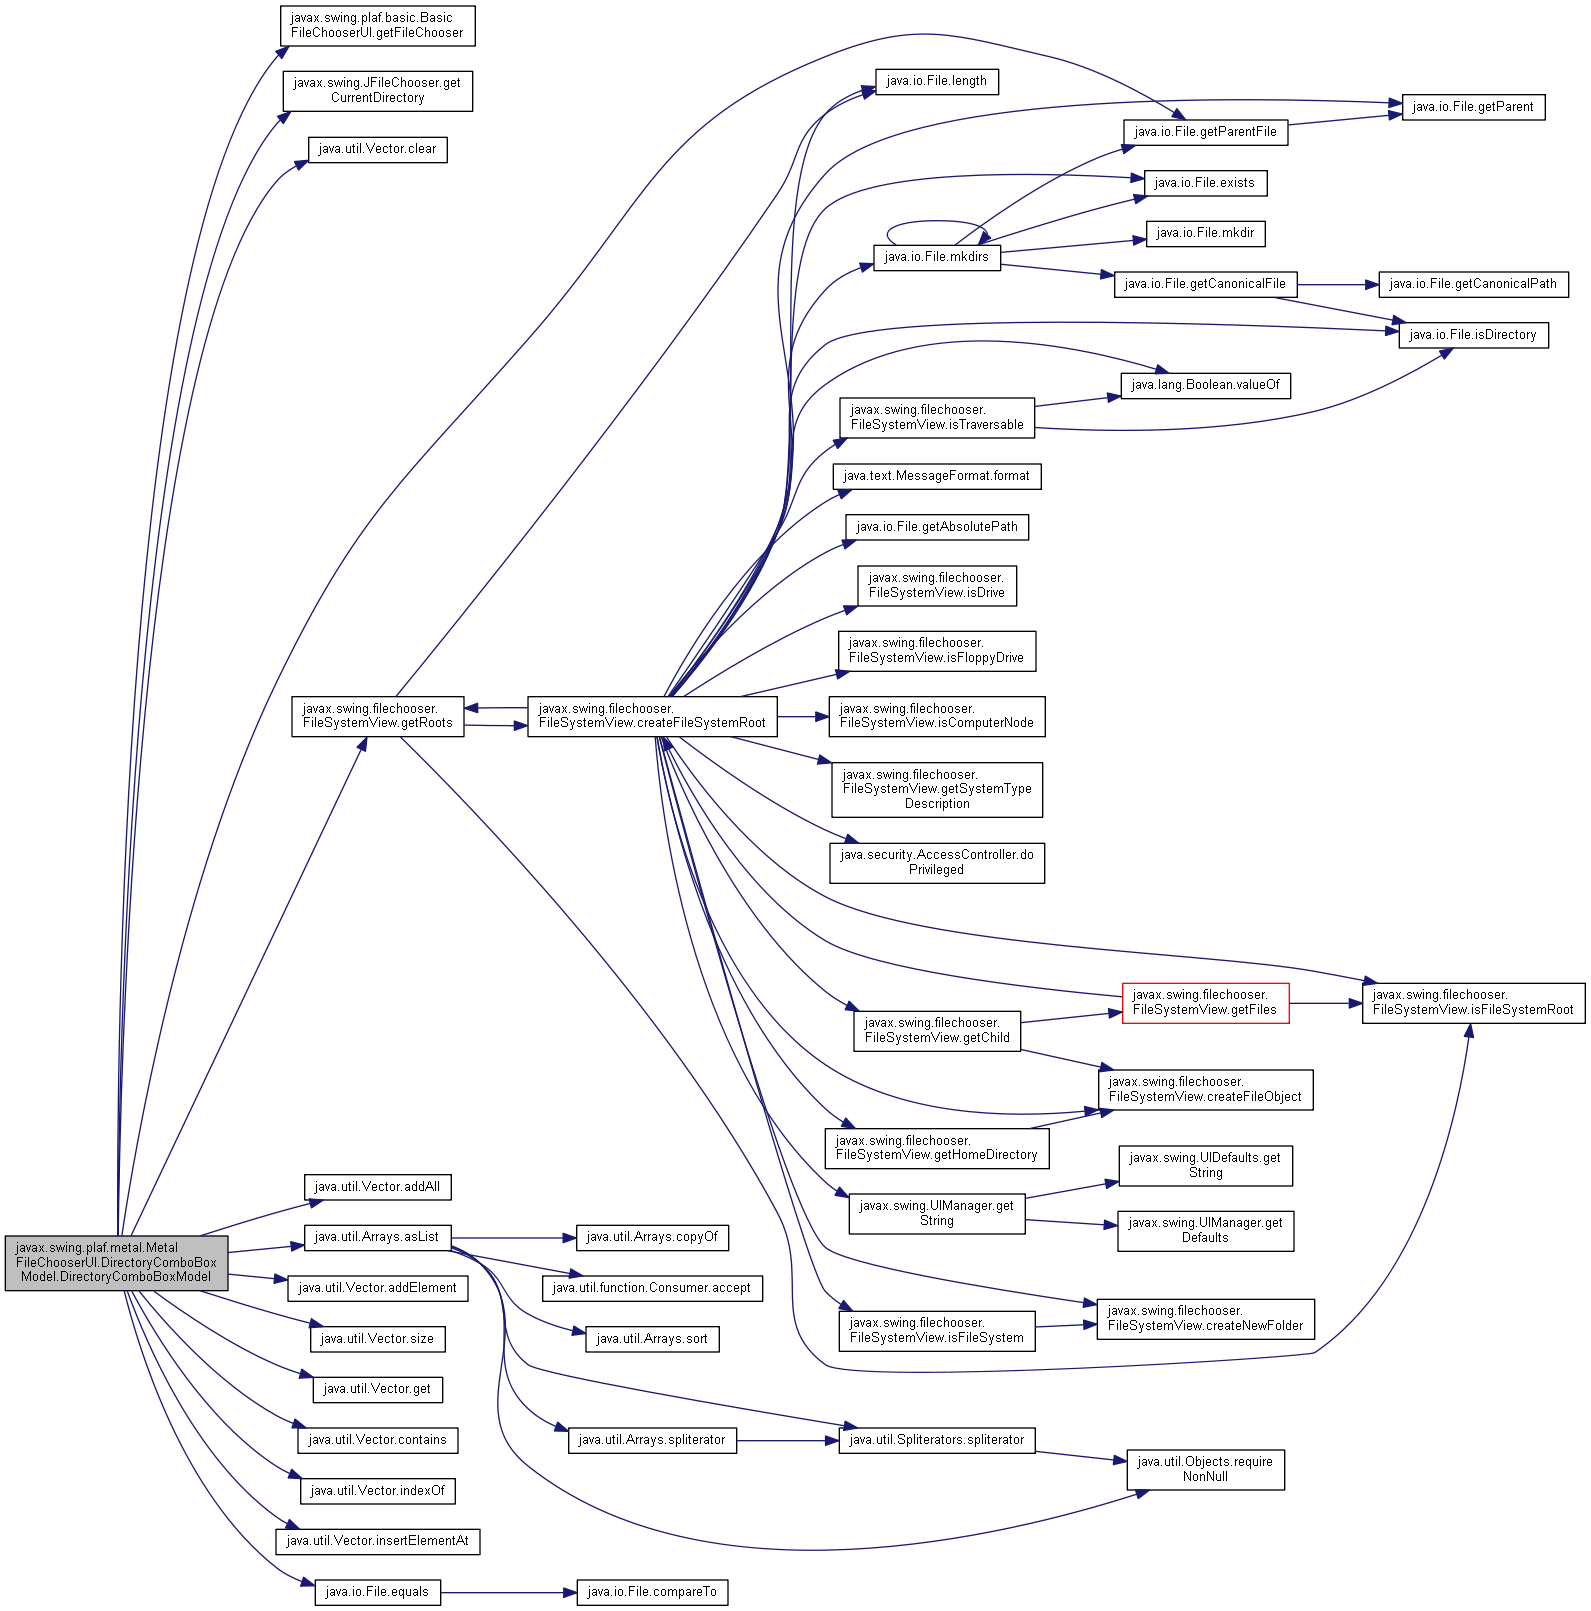 javax.swing.plaf.basic.Basic
FileChooserUI.getFileChooser
javax.swing.JFileChooser.get
CurrentDirectory
java.util.Vector.clear
java.io.File.length
java.io.File.getParent
java.io.File.getParentFile
java.io.File.exists
java.io.File.mkdir
java.io.File.mkdirs
java.io.File.getCanonicalFile
java.io.File.getCanonicalPath
java.io.File.isDirectory
java.lang.Boolean.valueOf
javax.swing.filechooser.
FileSystemView.isTraversable
java.text.MessageFormat.format
java.io.File.getAbsolutePath
javax.swing.filechooser.
FileSystemView.isDrive
javax.swing.filechooser.
FileSystemView.isFloppyDrive
javax.swing.filechooser.
FileSystemView.getRoots
javax.swing.filechooser.
FileSystemView.createFileSystemRoot
javax.swing.filechooser.
FileSystemView.isComputerNode
javax.swing.filechooser.
FileSystemView.getSystemType
Description
java.security.AccessController.do
Privileged
javax.swing.filechooser.
FileSystemView.getFiles
javax.swing.filechooser.
FileSystemView.isFileSystemRoot
javax.swing.filechooser.
FileSystemView.getChild
javax.swing.filechooser.
FileSystemView.createFileObject
javax.swing.filechooser.
FileSystemView.getHomeDirectory
javax.swing.UIDefaults.get
String
javax.swing.UIManager.get
String
javax.swing.UIManager.get
Defaults
javax.swing.filechooser.
FileSystemView.createNewFolder
javax.swing.filechooser.
FileSystemView.isFileSystem
java.util.Vector.addAll
java.util.Arrays.asList
java.util.Arrays.copyOf
javax.swing.plaf.metal.Metal
FileChooserUI.DirectoryComboBox
Model.DirectoryComboBoxModel
java.util.Vector.addElement
java.util.function.Consumer.accept
java.util.Vector.size
java.util.Arrays.sort
java.util.Vector.get
java.util.Vector.contains
java.util.Arrays.spliterator
java.util.Spliterators.spliterator
java.util.Objects.require
NonNull
java.util.Vector.indexOf
java.util.Vector.insertElementAt
java.io.File.equals
java.io.File.compareTo